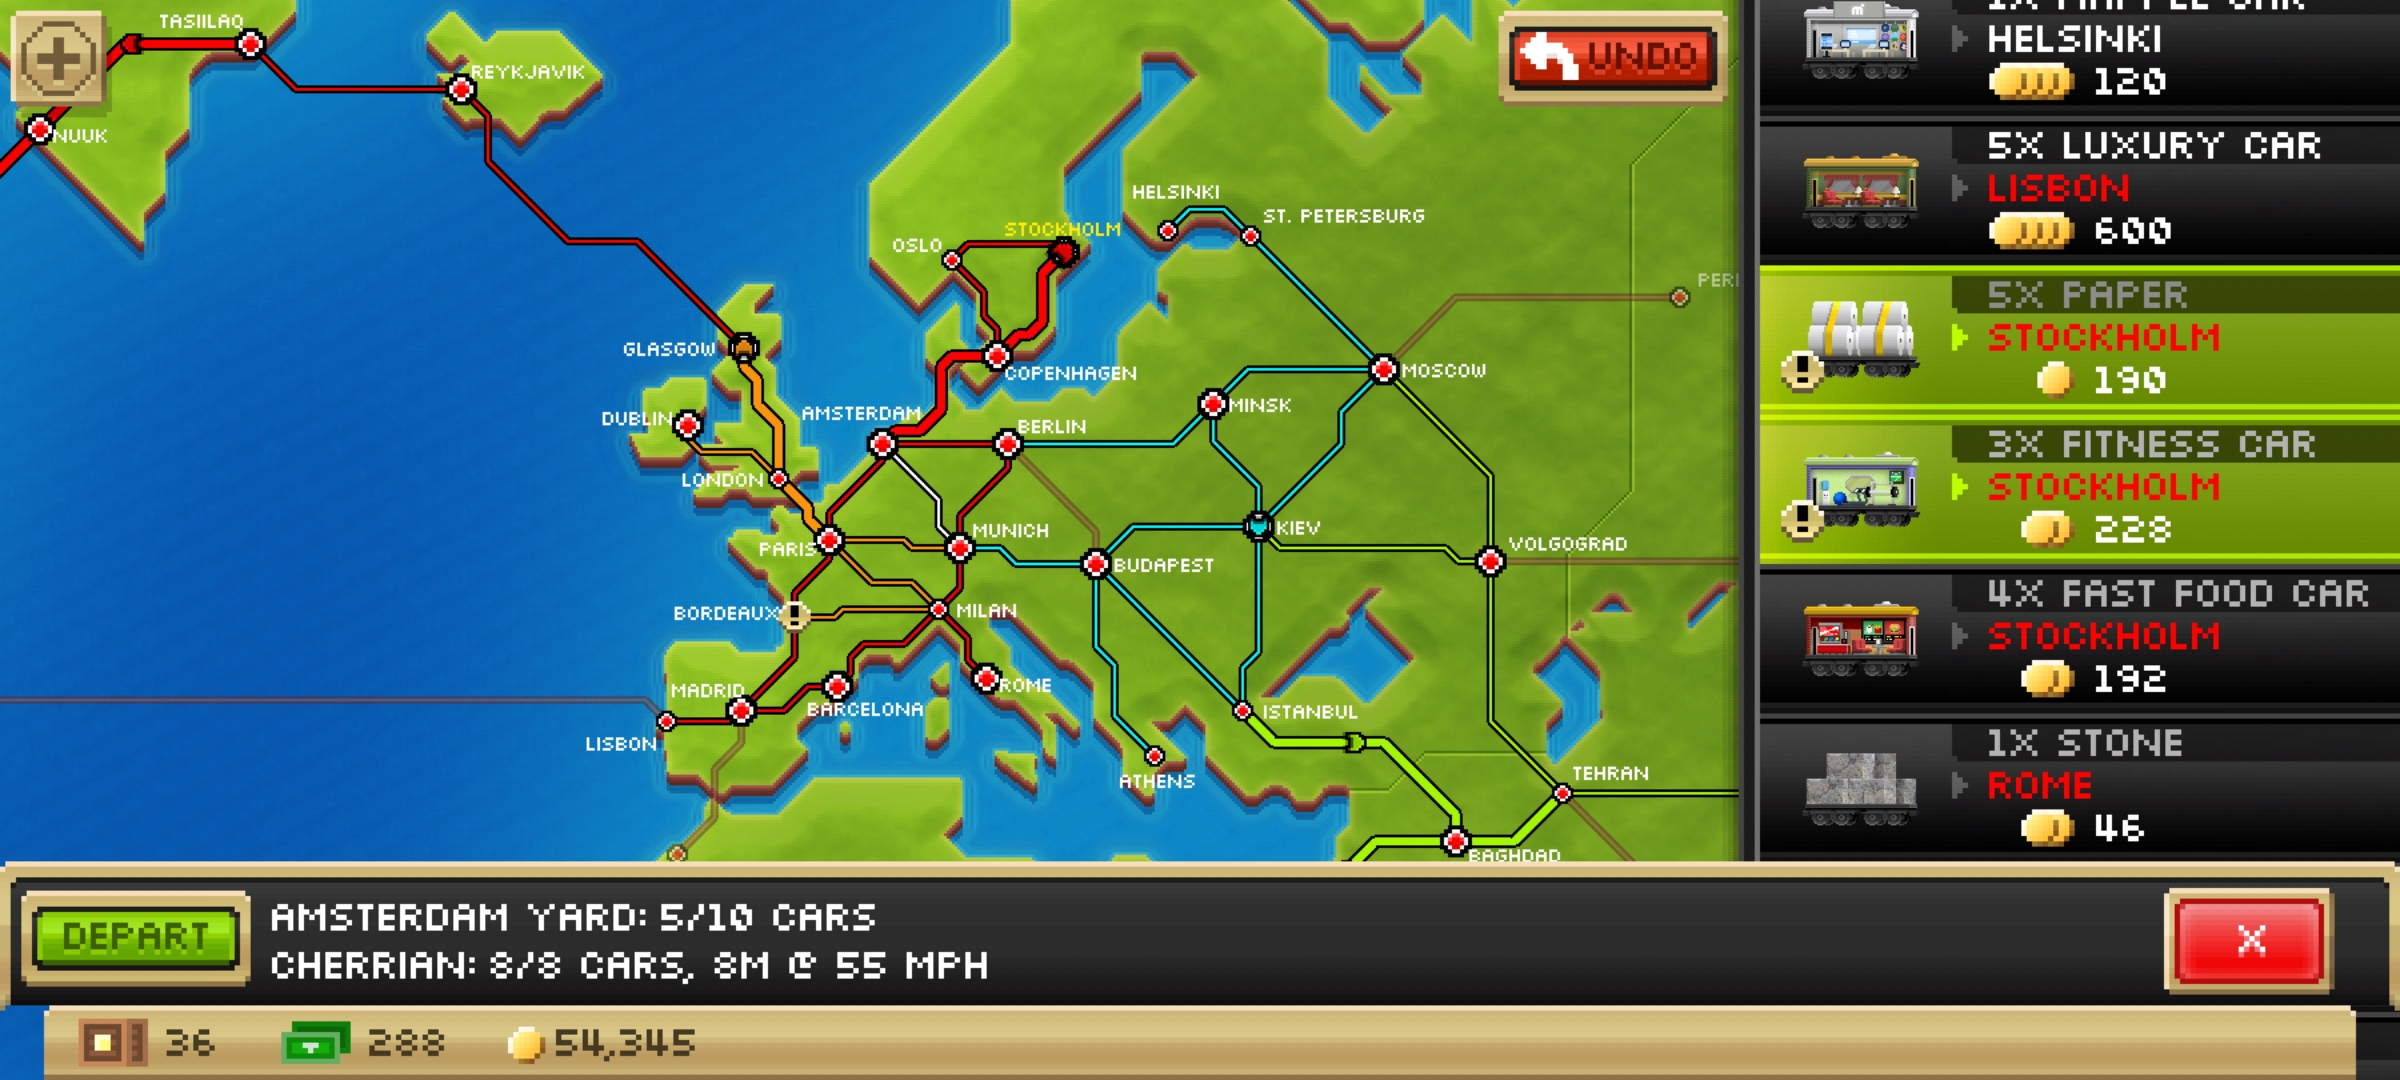 TASIILAQ
NUUK
REYKJAVIK
UNDO
HELSINKI
ST. PETERSBURG
STOCKHOLM
OSLO
GLASGOW
COPENHAGEN
MOSCOW
DUBLIN
AMSTERDAM
BERLIN
MINSK
LONDON
PARIS
MUNICH
KIEV
VOLGOGRAD
BUDAPEST
BORDEAUX
MILAN
MADRID
ROME
BARCELONA
LISBON
ISTANBUL
ATHENS
TEHRAN
BAGHDAD
HELSINKI
120
5X LUXURY CAR
LISBON
600
5X PAPER
STOCKHOLM
190
3X FITNESS CAR
STOCKHOLM
228
4X FAST FOOD CAR
STOCKHOLM
192
1X STONE
ROME
46
DEPART
AMSTERDAM YARD: 5/10 CARS
CHERRIAN: 8/8 CARS, 8M @ 55 MPH
X
36
288
54,345